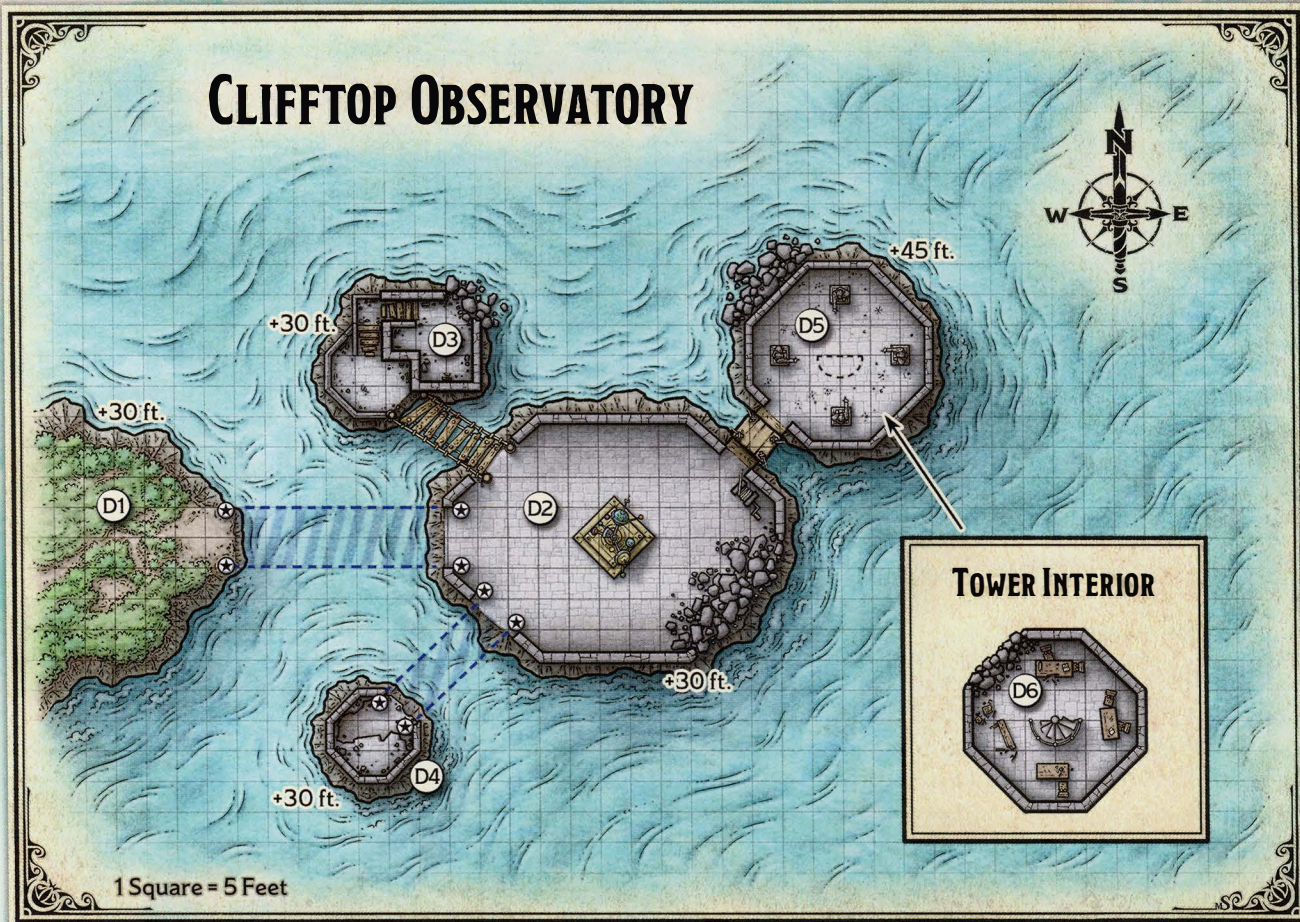 CLIFFTOP OBSERVATORY
N
W E
S
+45 ft.
D5
+30 ft.
D3
+30 ft.
D1
D2
+30 ft.
D4
+30 ft.
TOWER INTERIOR
D6
1 Square = 5 Feet